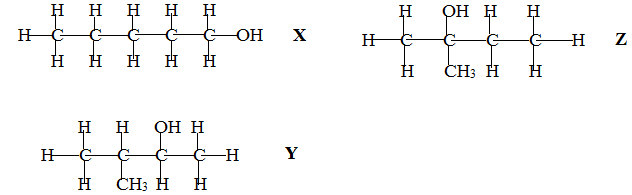 H H H H H
H C C C C C OH X
H H H H H
H OH H H
H C C C C H Z
H CH₃ H H
H H OH H
H C C C C H Y
H CH₃ H H